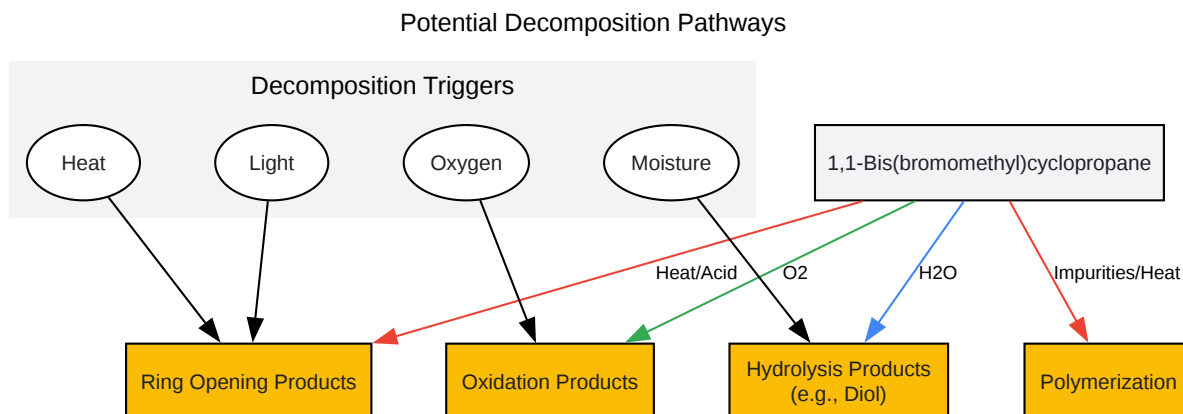 Potential Decomposition Pathways
Decomposition Triggers
Heat
Light
Oxygen
Moisture
1,1-Bis(bromomethyl)cyclopropane
Heat/Acid
O2
H2O
Impurities/Heat
Ring Opening Products
Oxidation Products
Hydrolysis Products
(e.g., Diol)
Polymerization